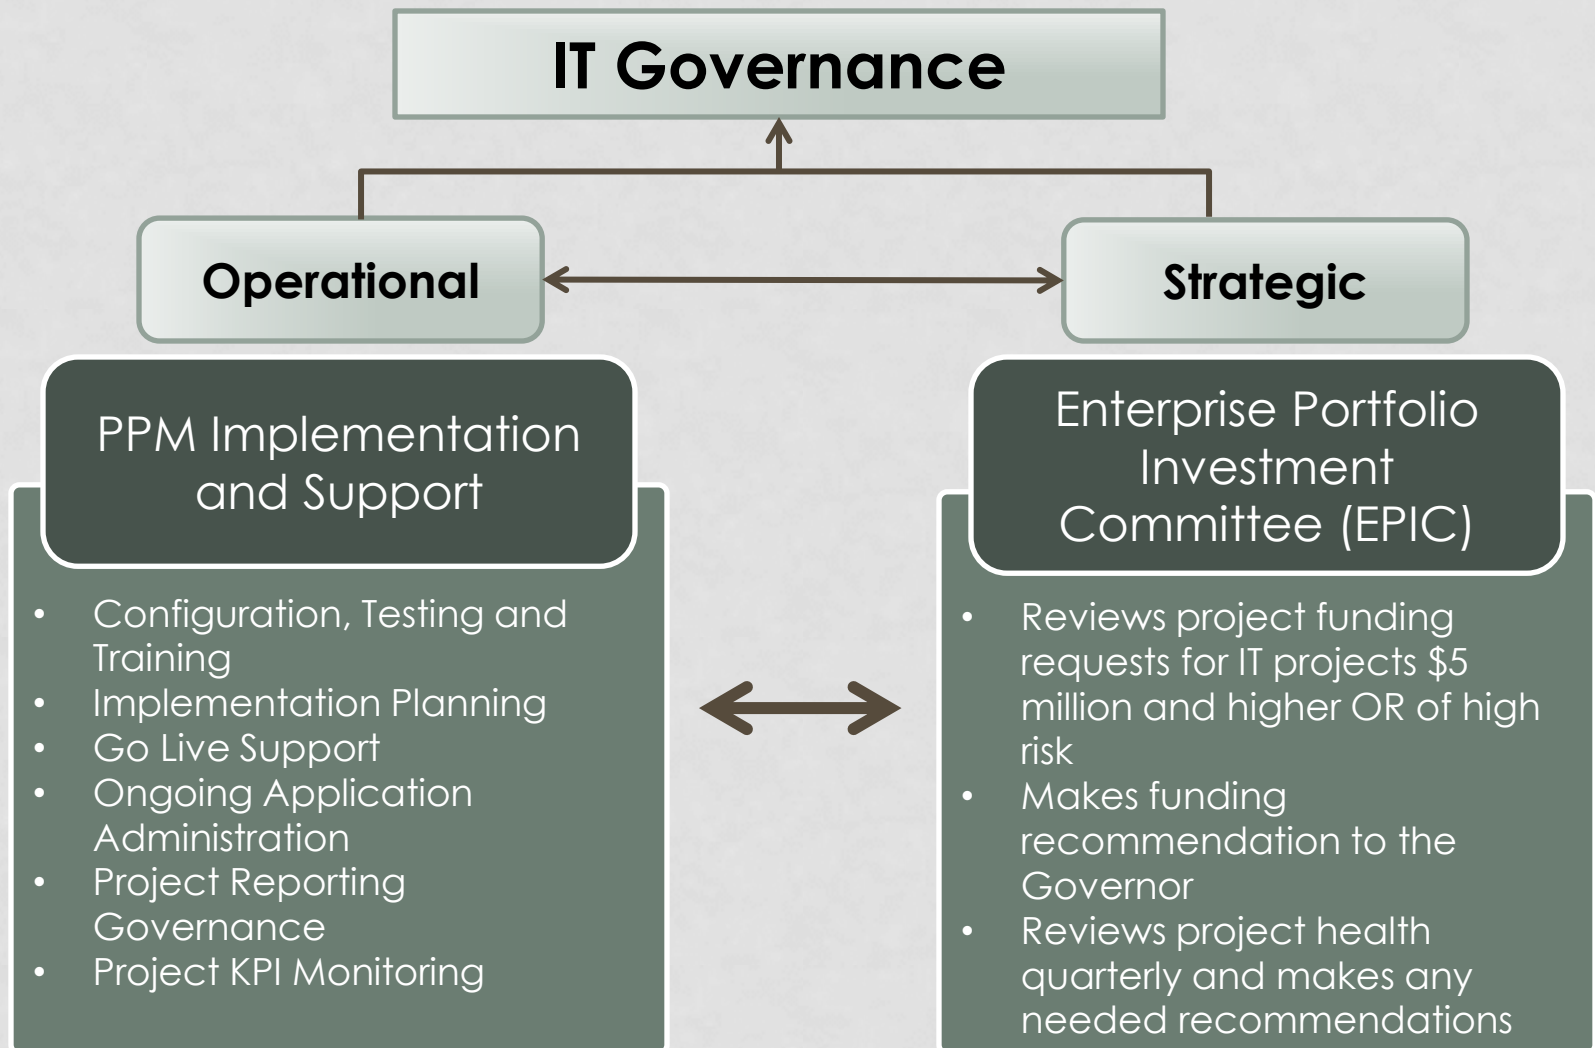 IT Governance
Operational
Strategic
PPM Implementation
and Support
• Configuration, Testing and
Training
• Implementation Planning
• Go Live Support
• Ongoing Application
Administration
• Project Reporting
Governance
• Project KPI Monitoring
Enterprise Portfolio
Investment
Committee (EPIC)
• Reviews project funding
requests for IT projects $5
million and higher OR of high
risk
• Makes funding
recommendation to the
Governor
• Reviews project health
quarterly and makes any
needed recommendations